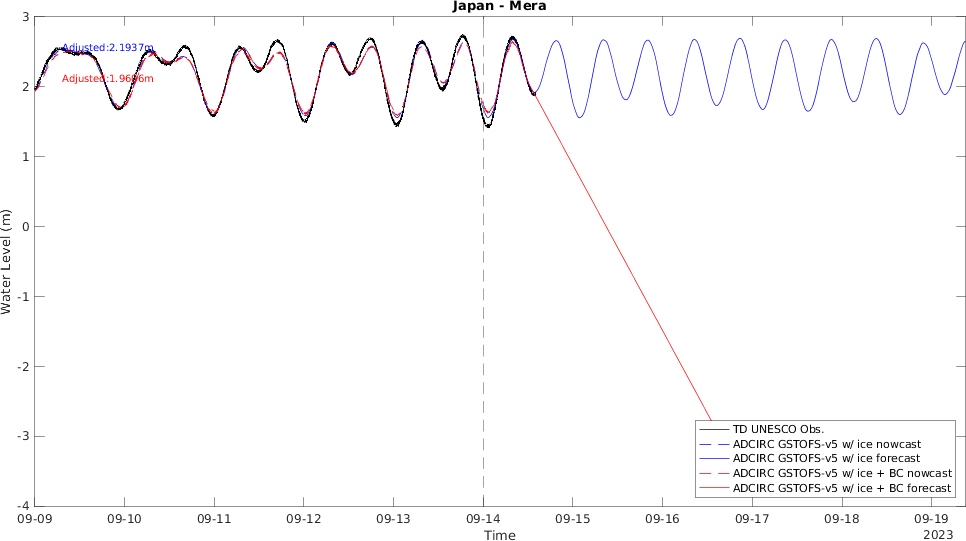 Japan - Mera
3
2
1
0
-1
-2
-3
-4
Water Level (m)
Adjusted:2.1937m
Adjusted:1.9606m
TD UNESCO Obs.
ADCIRC GSTOFS-v5 w/ ice nowcast
ADCIRC GSTOFS-v5 w/ ice forecast
ADCIRC GSTOFS-v5 w/ ice + BC nowcast
ADCIRC GSTOFS-v5 w/ ice + BC forecast
09-09 09-10 09-11 09-12 09-13 09-14 09-15 09-16 09-17 09-18 09-19
Time
2023